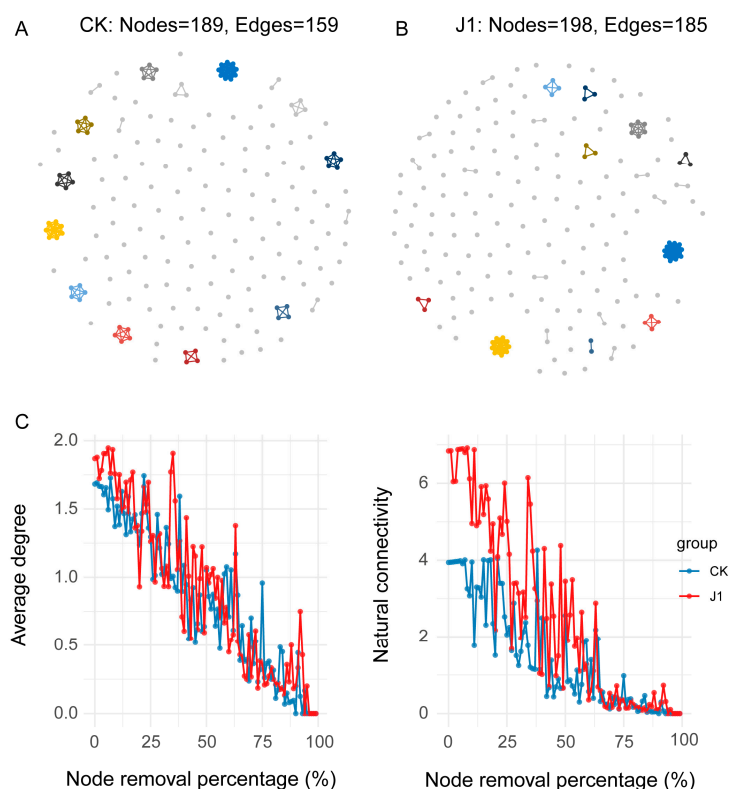 A
CK: Nodes=189, Edges=159
B
J1: Nodes=198, Edges=185
C
Average degree
2.0
1.5
1.0
0.5
0.0
0
25
50
75
100
Node removal percentage (%)
Natural connectivity
6
4
2
0
0
25
50
75
100
Node removal percentage (%)
group
CK
J1